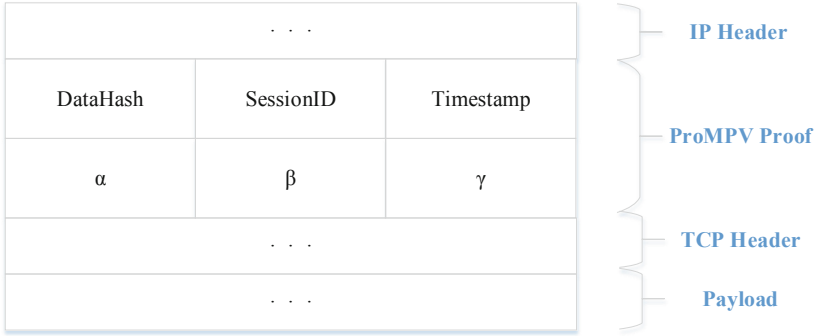 . . .
IP Header
DataHash SessionID Timestamp
ProMPV Proof
α β γ
. . .
TCP Header
. . .
Payload